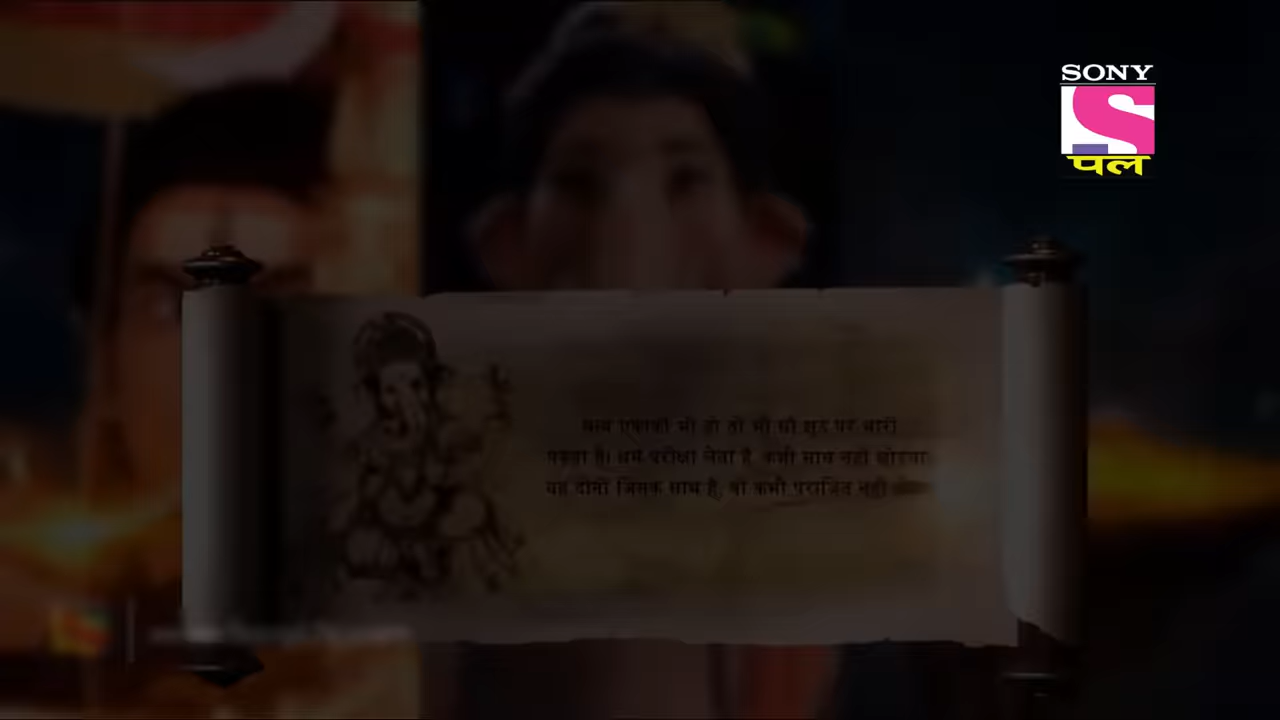 SONY
S
पल
सत्य एकाकी भी हो तो भी सौ झूठ पर भारी
पड़ता है। धर्म परीक्षा लेता है, कभी साथ नहीं छोड़ता।
यह दोनों जिसके साथ है, वो कभी पराजित नहीं